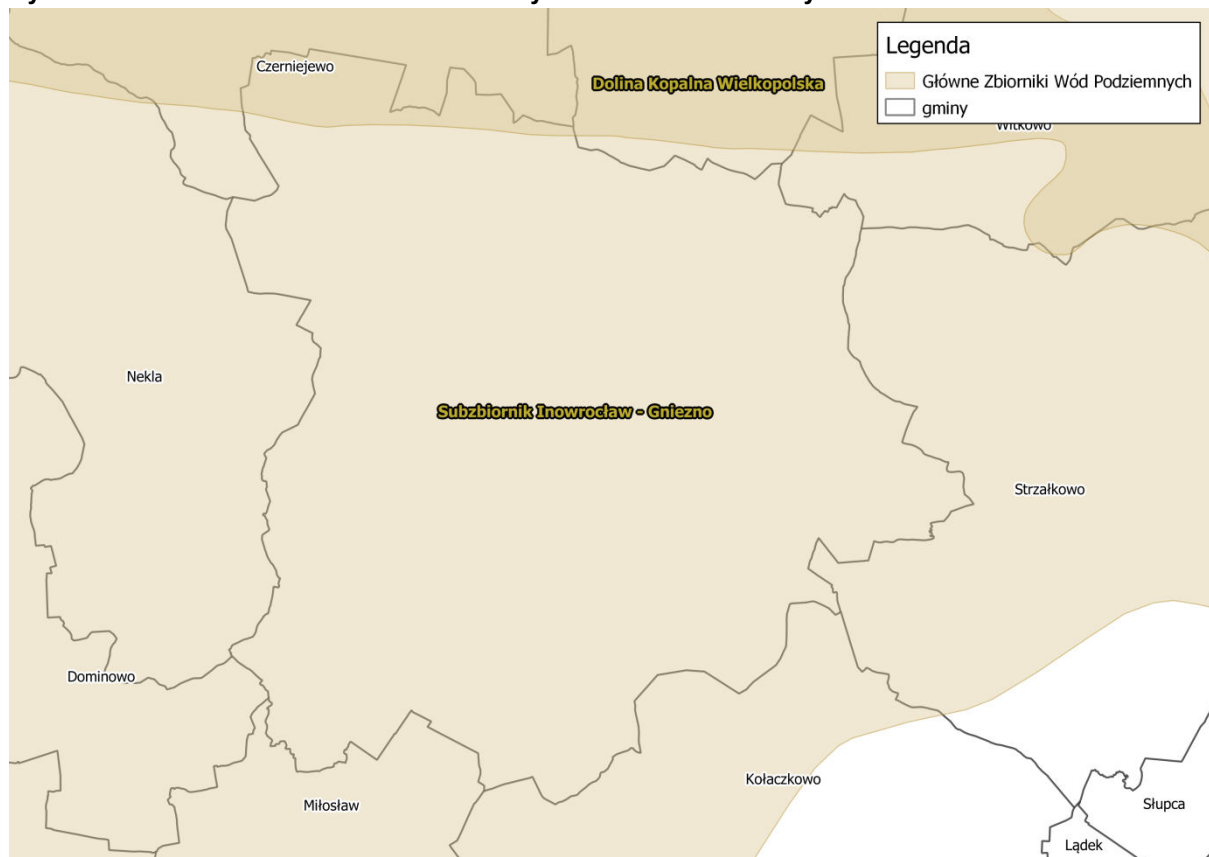 Legenda
Główne Zbiorniki Wód Podziemnych
gminy
Czerniejewo
Dolina Kopalna Wielkopolska
Witkowo
Nekla
Subzbiornik Inowrocław - Gniezno
Strzałkowo
Dominowo
Miłosław
Kołaczkowo
Słupca
Lądek